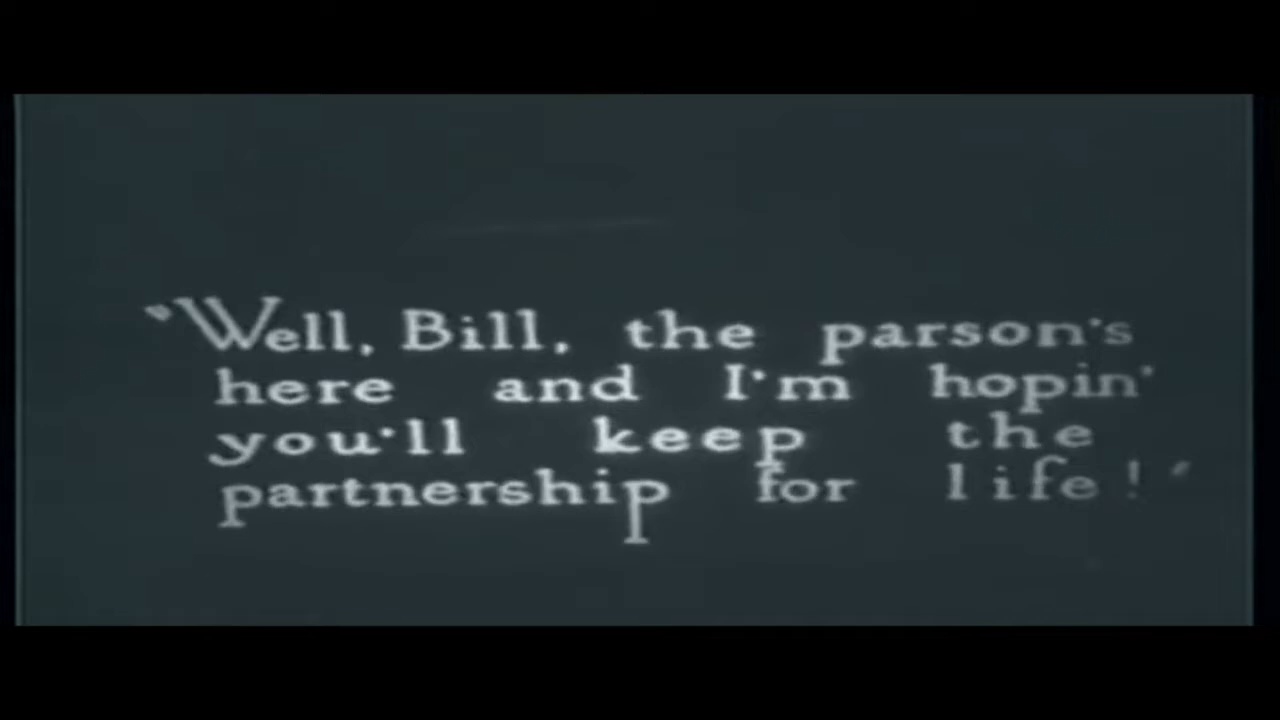 "Well, Bill, the parson's
here and I'm hopin'
you'll keep the
partnership for life!"